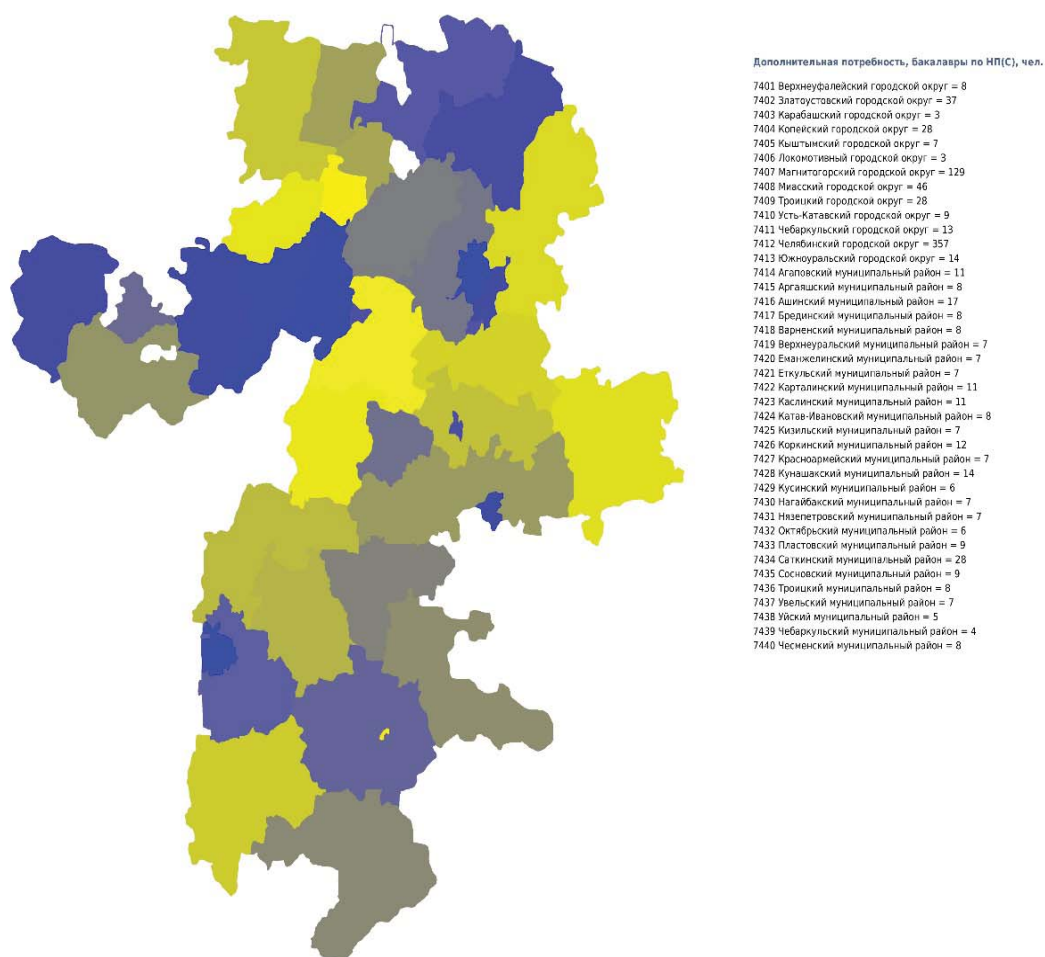 Дополнительная потребность, бакалавры по НП(С), чел.
7401 Верхнеуфалейский городской округ = 8
7402 Златоустовский городской округ = 37
7403 Карабашский городской округ = 3
7404 Копейский городской округ = 28
7405 Кыштымский городской округ = 7
7406 Локомотивный городской округ = 3
7407 Магнитогорский городской округ = 129
7408 Миасский городской округ = 46
7409 Троицкий городской округ = 28
7410 Усть-Катавский городской округ = 9
7411 Чебаркульский городской округ = 13
7412 Челябинский городской округ = 357
7413 Южноуральский городской округ = 14
7414 Агаповский муниципальный район = 11
7415 Аргаяшский муниципальный район = 8
7416 Ашинский муниципальный район = 17
7417 Брединский муниципальный район = 8
7418 Варненский муниципальный район = 8
7419 Верхнеуральский муниципальный район = 7
7420 Еманжелинский муниципальный район = 7
7421 Еткульский муниципальный район = 7
7422 Карталинский муниципальный район = 11
7423 Каслинский муниципальный район = 11
7424 Катав-Ивановский муниципальный район = 8
7425 Кизильский муниципальный район = 7
7426 Коркинский муниципальный район = 12
7427 Красноармейский муниципальный район = 7
7428 Кунашакский муниципальный район = 14
7429 Кусинский муниципальный район = 6
7430 Нагайбакский муниципальный район = 7
7431 Нязепетровский муниципальный район = 7
7432 Октябрьский муниципальный район = 6
7433 Пластовский муниципальный район = 9
7434 Саткинский муниципальный район = 28
7435 Сосновский муниципальный район = 9
7436 Троицкий муниципальный район = 8
7437 Увельский муниципальный район = 7
7438 Уйский муниципальный район = 5
7439 Чебаркульский муниципальный район = 4
7440 Чесменский муниципальный район = 8